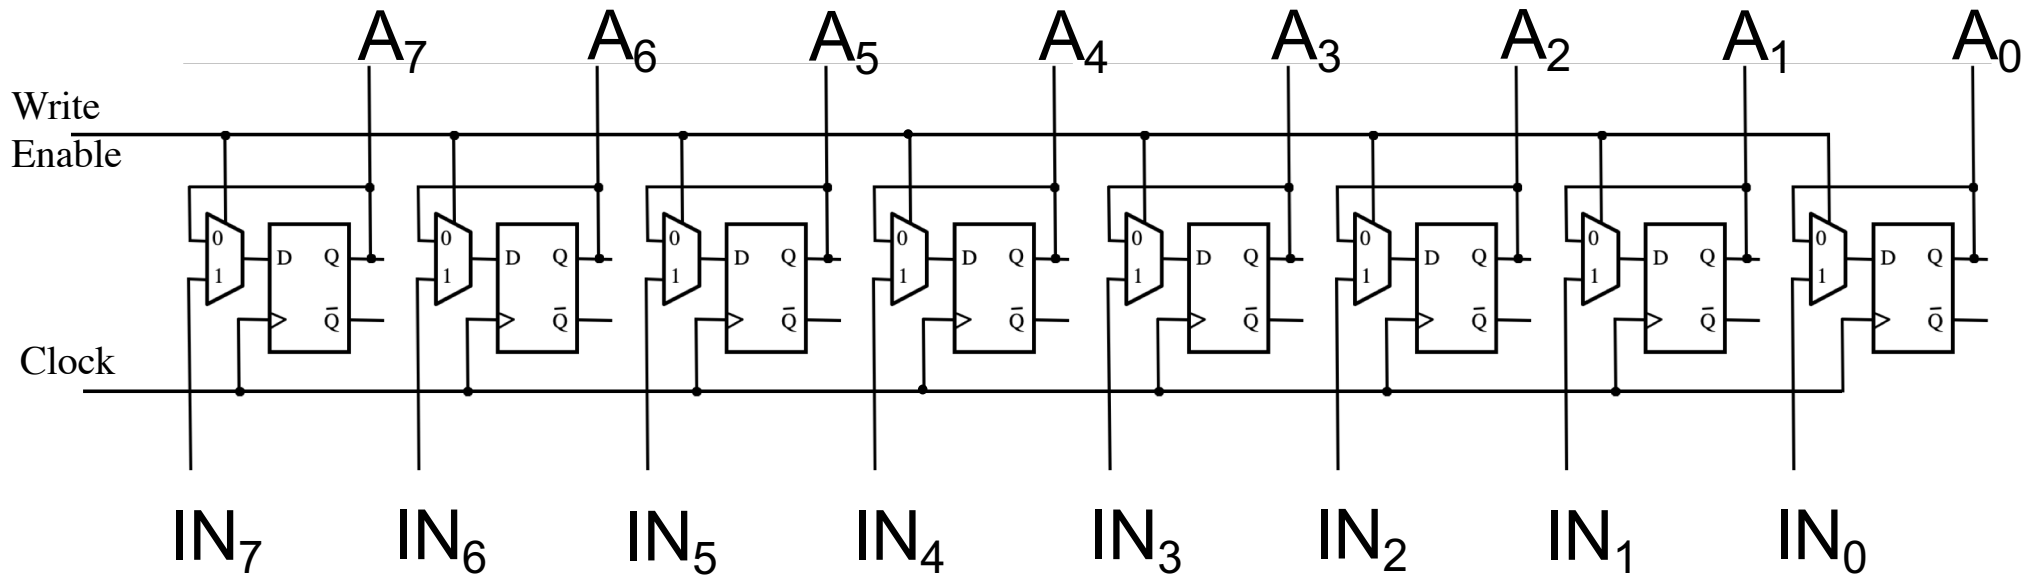 A7 A6 A5 A4 A3 A2 A1 A0
Write
Enable
0 0 0 0 0 0 0 0
D Q D Q D Q D Q D Q D Q D Q D Q
1 1 1 1 1 1 1 1
Q̅ Q̅ Q̅ Q̅ Q̅ Q̅ Q̅ Q̅
Clock
IN7 IN6 IN5 IN4 IN3 IN2 IN1 IN0